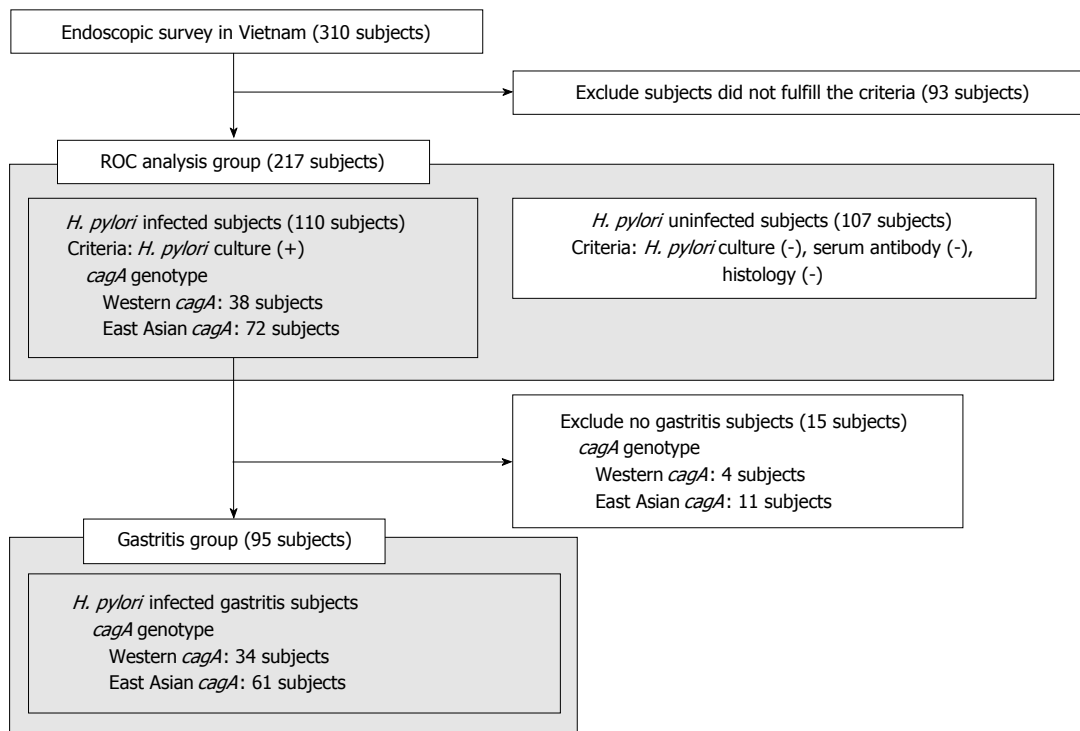 Endoscopic survey in Vietnam (310 subjects)
Exclude subjects did not fulfill the criteria (93 subjects)
ROC analysis group (217 subjects)
H. pylori infected subjects (110 subjects)
Criteria: H. pylori culture (+)
cagA genotype
Western cagA: 38 subjects
East Asian cagA: 72 subjects
H. pylori uninfected subjects (107 subjects)
Criteria: H. pylori culture (-), serum antibody (-),
histology (-)
Exclude no gastritis subjects (15 subjects)
cagA genotype
Western cagA: 4 subjects
East Asian cagA: 11 subjects
Gastritis group (95 subjects)
H. pylori infected gastritis subjects
cagA genotype
Western cagA: 34 subjects
East Asian cagA: 61 subjects